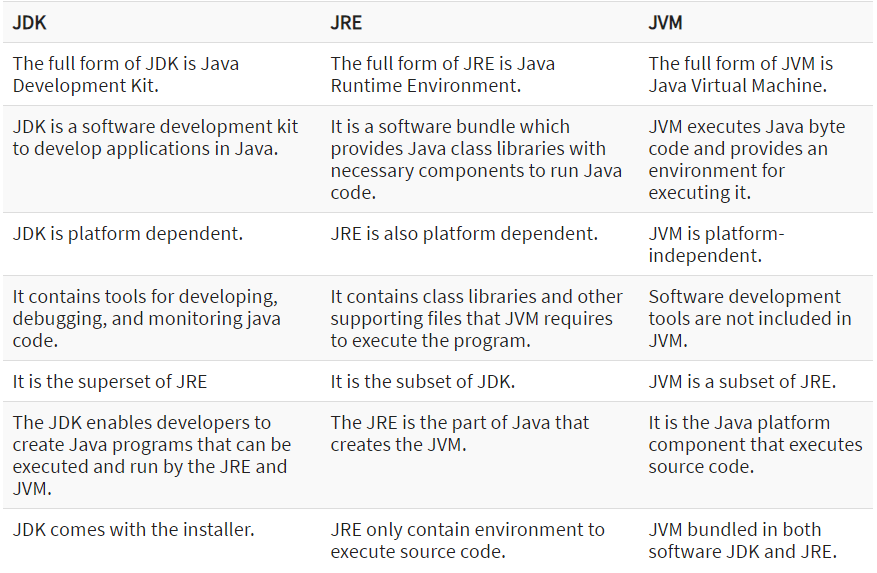 JDK JRE JVM
The full form of JDK is Java
Development Kit.
The full form of JRE is Java
Runtime Environment.
The full form of JVM is
Java Virtual Machine.
JDK is a software development kit
to develop applications in Java.
It is a software bundle which
provides Java class libraries with
necessary components to run Java
code.
JVM executes Java byte
code and provides an
environment for
executing it.
JDK is platform dependent.
JRE is also platform dependent.
JVM is platform-
independent.
It contains tools for developing,
debugging, and monitoring java
code.
It contains class libraries and other
supporting files that JVM requires
to execute the program.
Software development
tools are not included in
JVM.
It is the superset of JRE
It is the subset of JDK.
JVM is a subset of JRE.
The JDK enables developers to
create Java programs that can be
executed and run by the JRE and
JVM.
The JRE is the part of Java that
creates the JVM.
It is the Java platform
component that executes
source code.
JDK comes with the installer.
JRE only contain environment to
execute source code.
JVM bundled in both
software JDK and JRE.